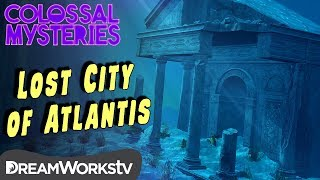 COLOSSAL
MYSTERIES
LOST CITY
OF ATLANTIS
DREAMWORKSTV